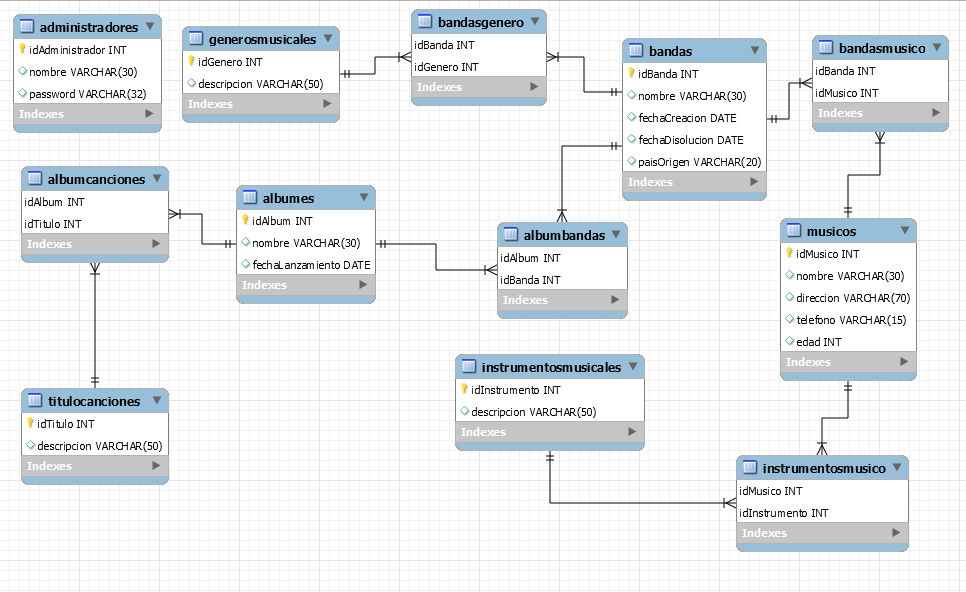 administradores
idAdministrador INT
nombre VARCHAR(30)
password VARCHAR(32)
Indexes
generosmusicales
idGenero INT
descripcion VARCHAR(50)
Indexes
bandasgenero
idBanda INT
idGenero INT
Indexes
bandas
idBanda INT
nombre VARCHAR(30)
fechaCreacion DATE
fechaDisolucion DATE
paisOrigen VARCHAR(20)
Indexes
bandasmusico
idBanda INT
idMusico INT
Indexes
albumcanciones
idAlbum INT
idTitulo INT
Indexes
albumes
idAlbum INT
nombre VARCHAR(30)
fechaLanzamiento DATE
Indexes
albumbandas
idAlbum INT
idBanda INT
Indexes
musicos
idMusico INT
nombre VARCHAR(30)
direccion VARCHAR(70)
telefono VARCHAR(15)
edad INT
Indexes
titulocanciones
idTitulo INT
descripcion VARCHAR(50)
Indexes
instrumentosmusicales
idInstrumento INT
descripcion VARCHAR(50)
Indexes
instrumentosmusico
idMusico INT
idInstrumento INT
Indexes